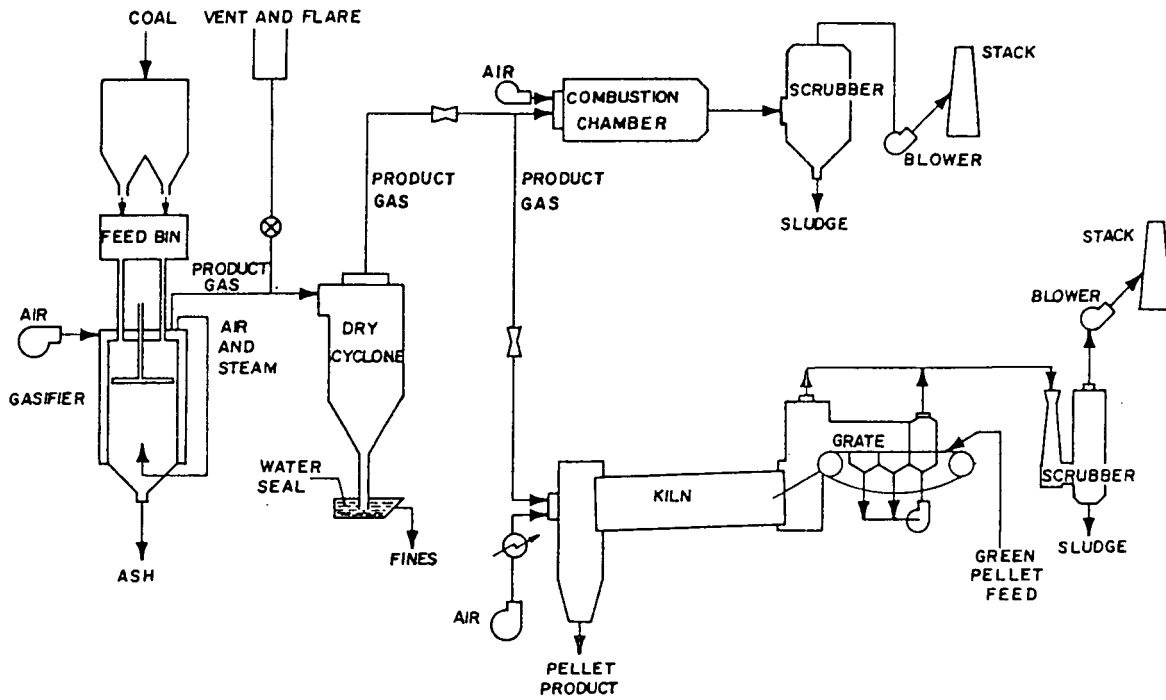 COAL
VENT AND FLARE
STACK
AIR
COMBUSTION
CHAMBER
SCRUBBER
BLOWER
PRODUCT
GAS
PRODUCT
GAS
SLUDGE
FEED BIN
STACK
PRODUCT
GAS
BLOWER
AIR
AIR
AND
STEAM
DRY
CYCLONE
GASIFIER
GRATE
WATER
SEAL
KILN
SCRUBBER
FINES
ASH
GREEN
PELLET
FEED
SLUDGE
AIR
PELLET
PRODUCT